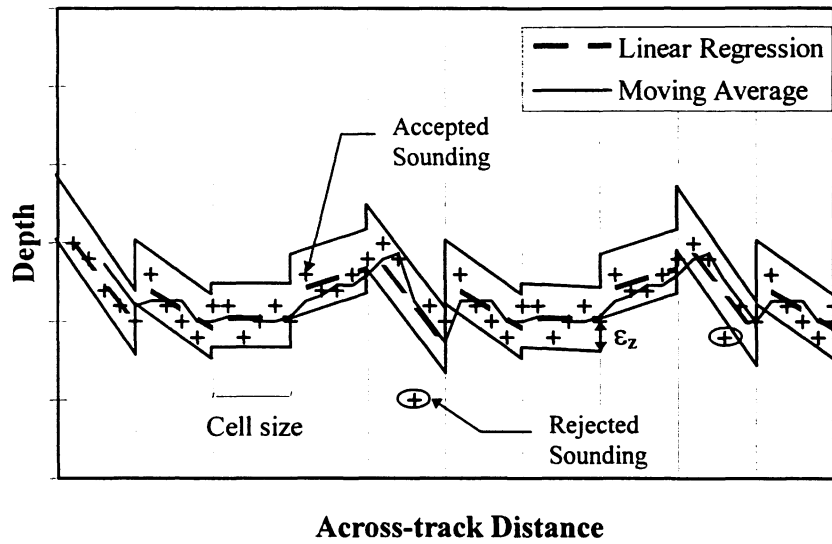 Linear Regression
Moving Average
Accepted
Sounding
Depth
εz
Cell size
Rejected
Sounding
Across-track Distance